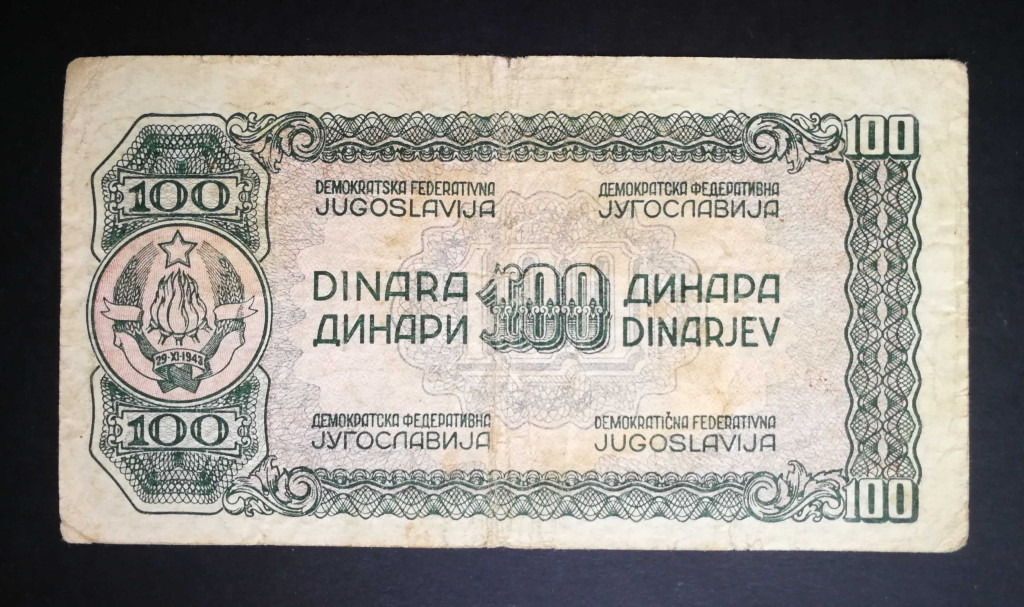 100
100
DEMOKRATSKA FEDERATIVNA
JUGOSLAVIJA
ДЕМОКРАТСКА ФЕДЕРАТИВНА
ЈУГОСЛАВИЈА
DINARA
ДИНАРИ
100
ДИНАРА
DINARJEV
29·XI·1943
ДЕМОКРАТСКА ФЕДЕРАТИВНА
ЈУГОСЛАВИЈА
DEMOKRATIČNA FEDERATIVNA
JUGOSLAVIJA
100
100